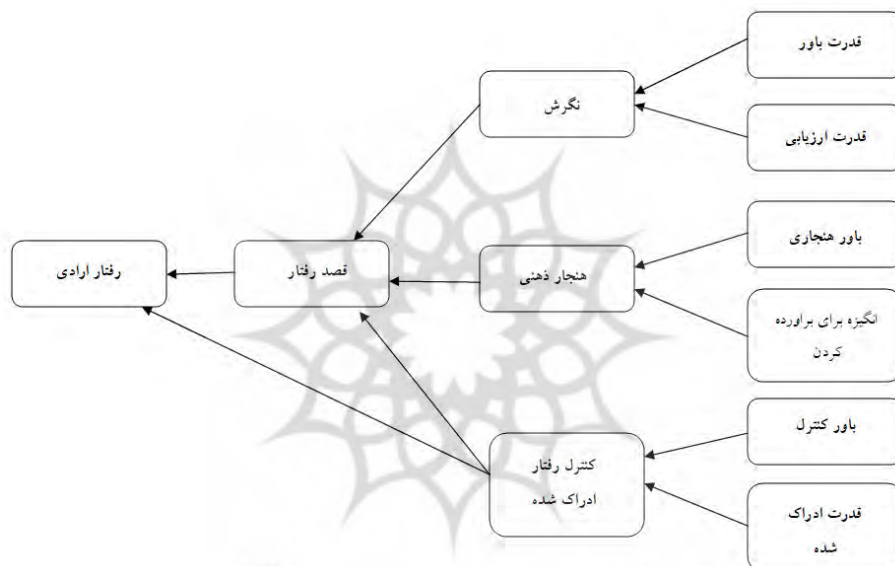 قدرت باور
قدرت ارزیابی
باور هنجاری
انگیزه برای براورده
کردن
باور کنترل
قدرت ادراک
شده
نگرش
هنجار ذهنی
کنترل رفتار
ادراک شده
قصد رفتار
رفتار ارادی